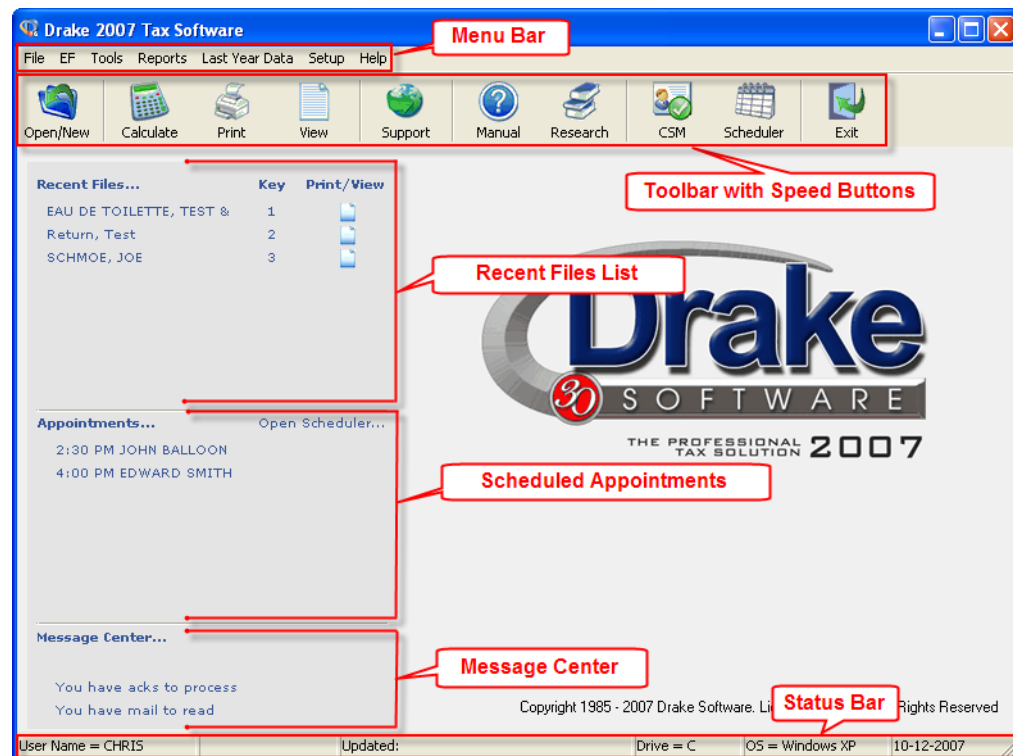 Drake 2007 Tax Software
Menu Bar
File EF Tools Reports Last Year Data Setup Help
Open/New Calculate Print View Support Manual Research CSM Scheduler Exit
Toolbar with Speed Buttons
Recent Files... Key Print/View
EAU DE TOILETTE, TEST & 1
Return, Test 2
SCHMOE, JOE 3
Recent Files List
Drake
30 SOFTWARE
THE PROFESSIONAL
TAX SOLUTION 2007
Appointments... Open Scheduler...
2:30 PM JOHN BALLOON
4:00 PM EDWARD SMITH
Scheduled Appointments
Message Center...
You have acks to process
You have mail to read
Message Center
Copyright 1985 - 2007 Drake Software. Rights Reserved
Status Bar
User Name = CHRIS Updated: Drive = C OS = Windows XP 10-12-2007